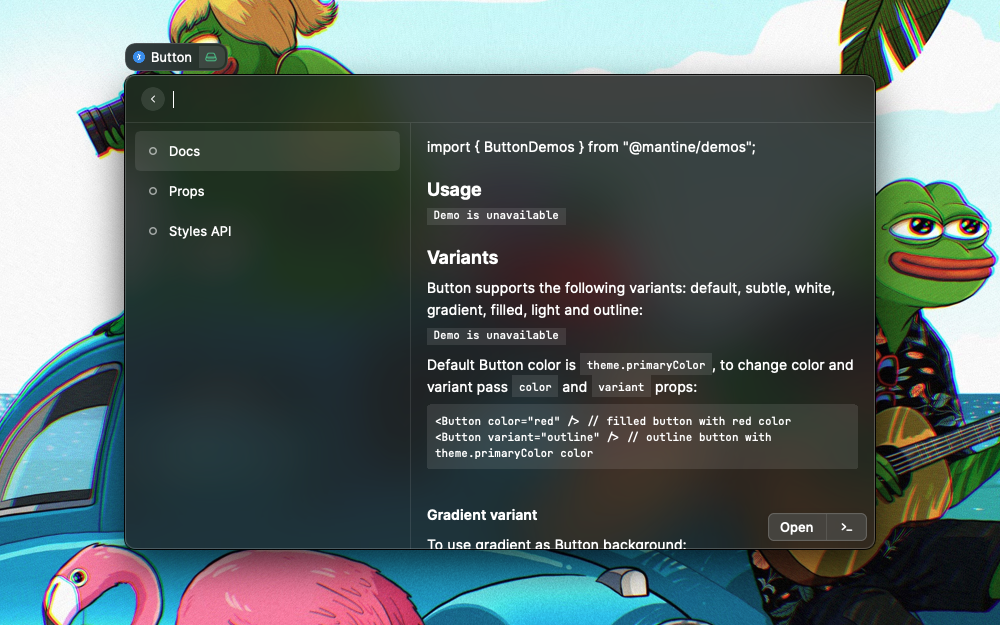 Button
Docs
Props
Styles API
import { ButtonDemos } from "@mantine/demos";
Usage
Demo is unavailable
Variants
Button supports the following variants: default, subtle, white,
gradient, filled, light and outline:
Demo is unavailable
Default Button color is theme.primaryColor , to change color and
variant pass color and variant props:
<Button color="red" /> // filled button with red color
<Button variant="outline" /> // outline button with
theme.primaryColor color
Gradient variant
To use gradient as Button background:
Open >_